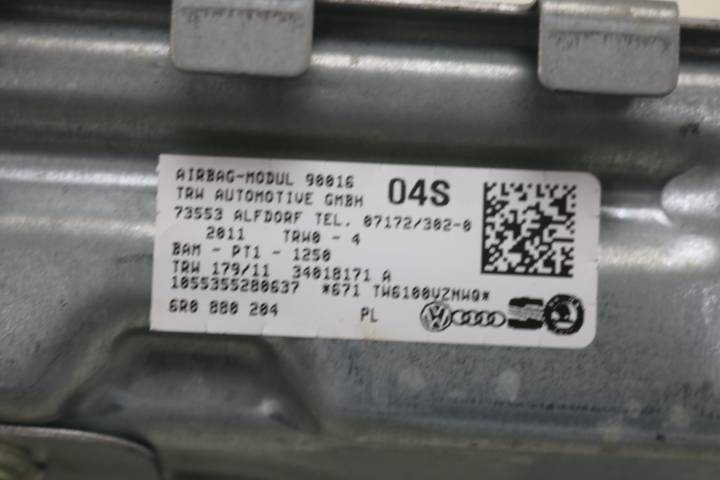 AIRBAG-MODUL 90016
TRW AUTOMOTIVE GMBH 04S
73553 ALFDORF TEL. 07172/302-0
2011 TRW0 - 4
BAM - PT1 - 1250
TRW 179/11 34018171 A
1055355280637 *671 TW6100VZMWQ*
6R0 880 204 PL